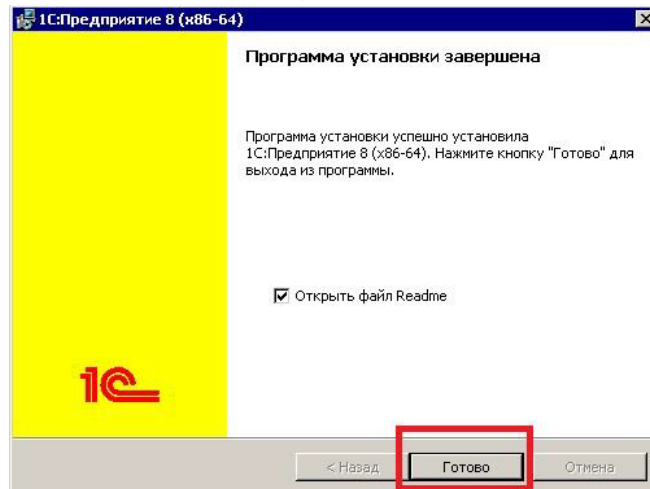 1С:Предприятие 8 (x86-64)
Программа установки завершена
Программа установки успешно установила
1С:Предприятие 8 (x86-64). Нажмите кнопку "Готово" для
выхода из программы.
Открыть файл Readme
1С
< Назад
Готово
Отмена